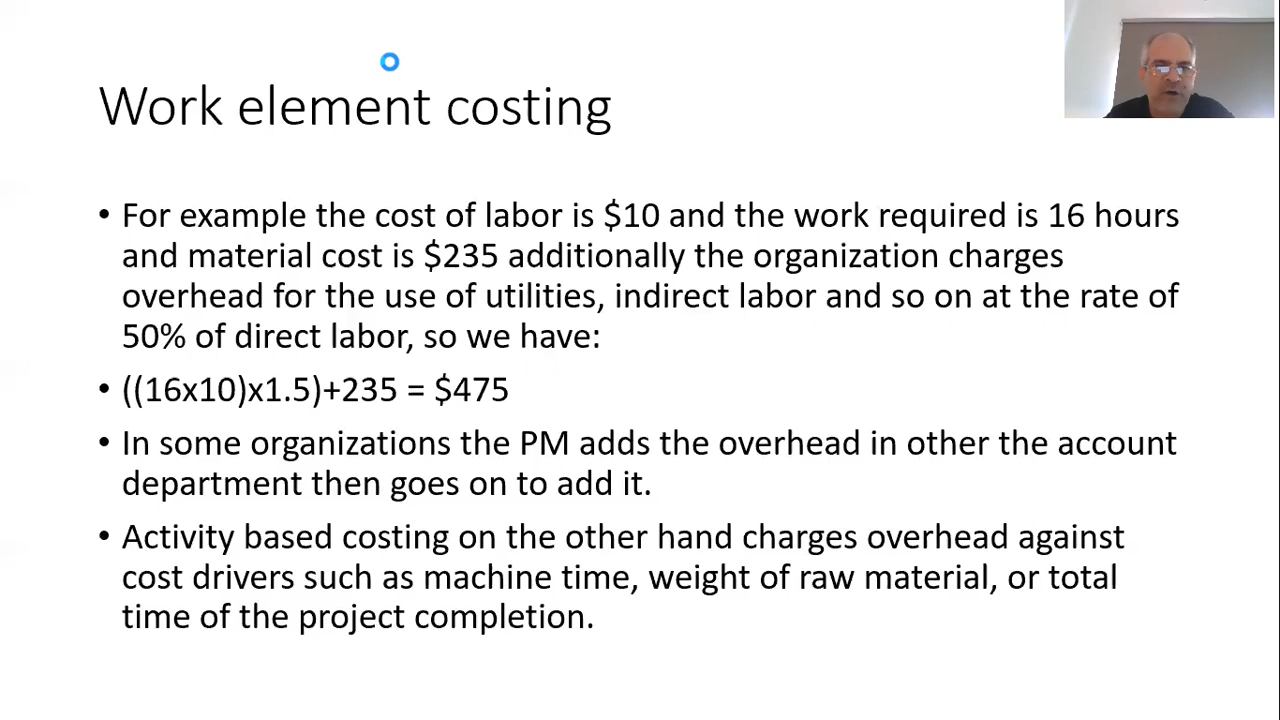 Work element costing
• For example the cost of labor is $10 and the work required is 16 hours
and material cost is $235 additionally the organization charges
overhead for the use of utilities, indirect labor and so on at the rate of
50% of direct labor, so we have:
• ((16x10)x1.5)+235 = $475
• In some organizations the PM adds the overhead in other the account
department then goes on to add it.
• Activity based costing on the other hand charges overhead against
cost drivers such as machine time, weight of raw material, or total
time of the project completion.